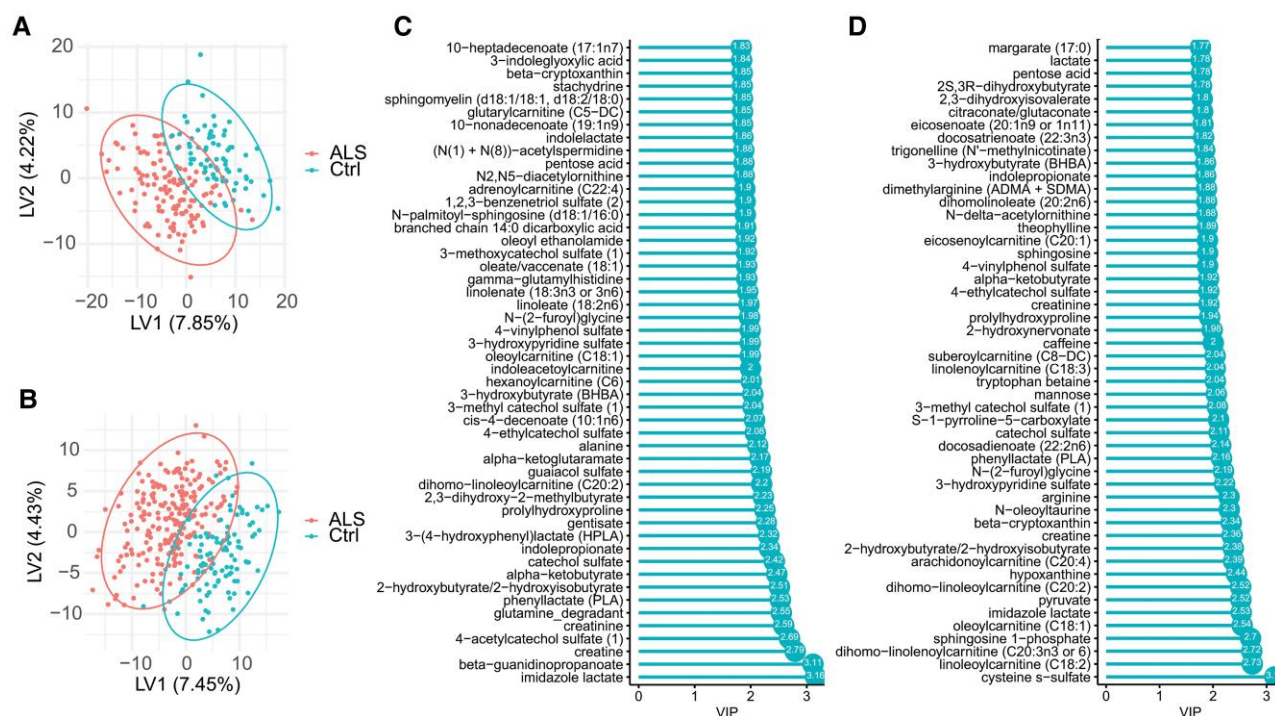 A
20
10
0
−10
−20
−10
0
10
20
LV2 (4.22%)
LV1 (7.85%)
ALS
Ctrl
B
10
5
0
−5
−10
−10
0
10
LV2 (4.43%)
LV1 (7.45%)
ALS
Ctrl
C
10−heptadecenoate (17:1n7) 1.83
3−indoleglyoxylic acid 1.84
beta−cryptoxanthin 1.85
stachydrine 1.85
sphingomyelin (d18:1/18:1, d18:2/18:0) 1.85
glutarylcarnitine (C5−DC) 1.85
10−nonadecenoate (19:1n9) 1.85
indolelactate 1.86
(N(1) + N(8))−acetylspermidine 1.88
pentose acid 1.88
N2,N5−diacetylornithine 1.88
adrenoylcarnitine (C22:4) 1.9
1,2,3−benzenetriol sulfate (2) 1.9
N−palmitoyl−sphingosine (d18:1/16:0) 1.9
branched chain 14:0 dicarboxylic acid 1.91
oleoyl ethanolamide 1.92
3−methoxycatechol sulfate (1) 1.92
oleate/vaccenate (18:1) 1.93
gamma−glutamylhistidine 1.93
linolenate (18:3n3 or 3n6) 1.95
linoleate (18:2n6) 1.97
N−(2−furoyl)glycine 1.98
4−vinylphenol sulfate 1.99
3−hydroxypyridine sulfate 1.99
oleoylcarnitine (C18:1) 1.99
indoleacetoylcarnitine 2
hexanoylcarnitine (C6) 2.01
3−hydroxybutyrate (BHBA) 2.04
3−methyl catechol sulfate (1) 2.04
cis−4−decenoate (10:1n6) 2.07
4−ethylcatechol sulfate 2.08
alanine 2.12
alpha−ketoglutaramate 2.17
guaiacol sulfate 2.19
dihomo−linoleoylcarnitine (C20:2) 2.2
2,3−dihydroxy−2−methylbutyrate 2.23
prolylhydroxyproline 2.25
gentisate 2.28
3−(4−hydroxyphenyl)lactate (HPLA) 2.32
indolepropionate 2.34
catechol sulfate 2.42
alpha−ketobutyrate 2.47
2−hydroxybutyrate/2−hydroxyisobutyrate 2.51
phenyllactate (PLA) 2.53
glutamine_degradant 2.55
creatinine 2.59
4−acetylcatechol sulfate (1) 2.69
creatine 2.79
beta−guanidinopropanoate 3.11
imidazole lactate 3.16
0 1 2 3
VIP
D
margarate (17:0) 1.77
lactate 1.78
pentose acid 1.78
2S,3R−dihydroxybutyrate 1.78
2,3−dihydroxyisovalerate 1.8
citraconate/glutaconate 1.8
eicosenoate (20:1n9 or 1n11) 1.81
docosatrienoate (22:3n3) 1.82
trigonelline (N'−methylnicotinate) 1.84
3−hydroxybutyrate (BHBA) 1.86
indolepropionate 1.86
dimethylarginine (ADMA + SDMA) 1.88
dihomolinoleate (20:2n6) 1.88
N−delta−acetylornithine 1.88
theophylline 1.89
eicosenoylcarnitine (C20:1) 1.9
sphingosine 1.9
4−vinylphenol sulfate 1.9
alpha−ketobutyrate 1.92
4−ethylcatechol sulfate 1.92
creatinine 1.92
prolylhydroxyproline 1.94
2−hydroxynervonate 1.98
caffeine 2
suberoylcarnitine (C8−DC) 2.04
linolenoylcarnitine (C18:3) 2.04
tryptophan betaine 2.04
mannose 2.06
3−methyl catechol sulfate (1) 2.08
S−1−pyrroline−5−carboxylate 2.1
catechol sulfate 2.11
docosadienoate (22:2n6) 2.14
phenyllactate (PLA) 2.16
N−(2−furoyl)glycine 2.19
3−hydroxypyridine sulfate 2.22
arginine 2.3
N−oleoyltaurine 2.3
beta−cryptoxanthin 2.34
creatine 2.36
2−hydroxybutyrate/2−hydroxyisobutyrate 2.38
arachidonoylcarnitine (C20:4) 2.39
hypoxanthine 2.44
dihomo−linoleoylcarnitine (C20:2) 2.52
pyruvate 2.52
imidazole lactate 2.53
oleoylcarnitine (C18:1) 2.54
sphingosine 1−phosphate 2.7
dihomo−linolenoylcarnitine (C20:3n3 or 6) 2.72
linoleoylcarnitine (C18:2) 2.73
cysteine s−sulfate
0 1 2 3
VIP